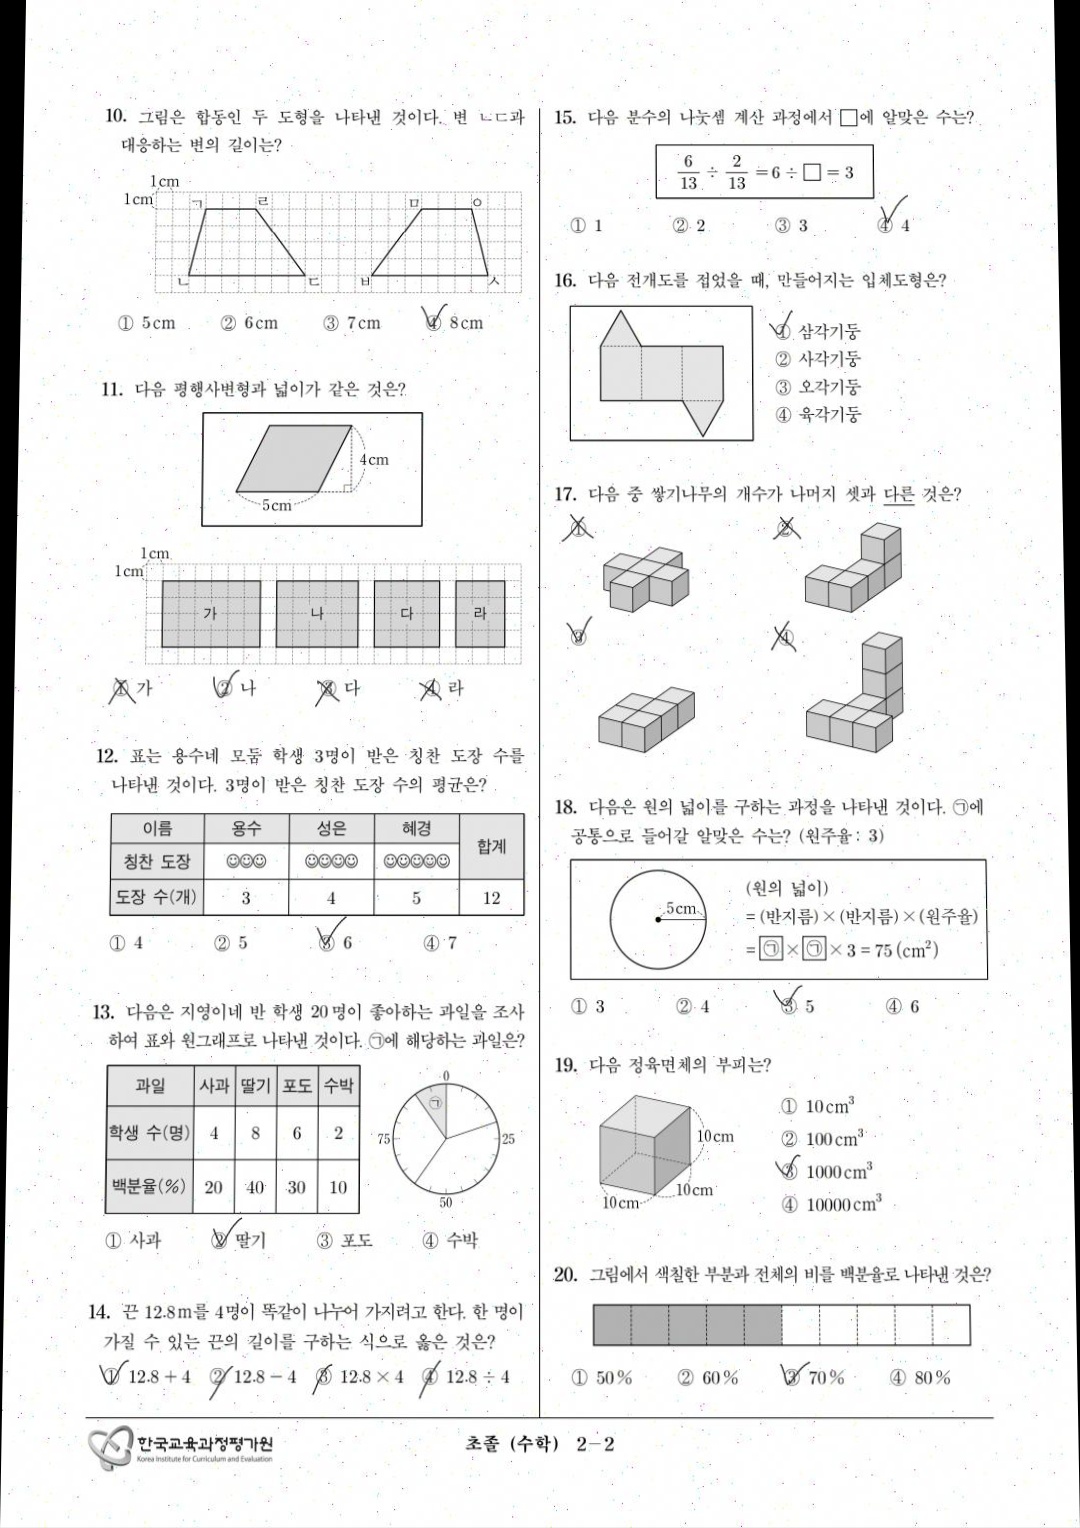 10. 그림은 합동인 두 도형을 나타낸 것이다. 변 ㄴㄷ과
대응하는 변의 길이는?
1cm
1cm
ㄱ ㄹ ㅁ ㅇ
ㄴ ㄷ ㅂ ㅅ
① 5cm ② 6cm ③ 7cm ④ 8cm
11. 다음 평행사변형과 넓이가 같은 것은?
4cm
5cm
1cm
1cm
가 나 다 라
① 가 ② 나 ③ 다 ④ 라
12. 표는 용수네 모둠 학생 3명이 받은 칭찬 도장 수를
나타낸 것이다. 3명이 받은 칭찬 도장 수의 평균은?
이름 용수 성은 혜경 합계
칭찬 도장 ☺☺☺ ☺☺☺☺ ☺☺☺☺☺
도장 수(개) 3 4 5 12
① 4 ② 5 ③ 6 ④ 7
13. 다음은 지영이네 반 학생 20명이 좋아하는 과일을 조사
하여 표와 원그래프로 나타낸 것이다. ㉠에 해당하는 과일은?
과일 사과 딸기 포도 수박
학생 수(명) 4 8 6 2
백분율(%) 20 40 30 10
0
㉠
75 25
50
① 사과 ② 딸기 ③ 포도 ④ 수박
14. 끈 12.8m를 4명이 똑같이 나누어 가지려고 한다. 한 명이
가질 수 있는 끈의 길이를 구하는 식으로 옳은 것은?
① 12.8 + 4 ② 12.8 − 4 ③ 12.8 × 4 ④ 12.8 ÷ 4
15. 다음 분수의 나눗셈 계산 과정에서 □에 알맞은 수는?
6/13 ÷ 2/13 = 6 ÷ □ = 3
① 1 ② 2 ③ 3 ④ 4
16. 다음 전개도를 접었을 때, 만들어지는 입체도형은?
① 삼각기둥
② 사각기둥
③ 오각기둥
④ 육각기둥
17. 다음 중 쌓기나무의 개수가 나머지 셋과 다른 것은?
① ②
③ ④
18. 다음은 원의 넓이를 구하는 과정을 나타낸 것이다. ㉠에
공통으로 들어갈 알맞은 수는? (원주율 : 3)
5cm
(원의 넓이)
= (반지름) × (반지름) × (원주율)
= ㉠ × ㉠ × 3 = 75 (cm²)
① 3 ② 4 ③ 5 ④ 6
19. 다음 정육면체의 부피는?
10cm
10cm
10cm
① 10cm³
② 100cm³
③ 1000cm³
④ 10000cm³
20. 그림에서 색칠한 부분과 전체의 비를 백분율로 나타낸 것은?
① 50% ② 60% ③ 70% ④ 80%
한국교육과정평가원
Korea Institute for Curriculum and Evaluation
초졸 (수학) 2−2